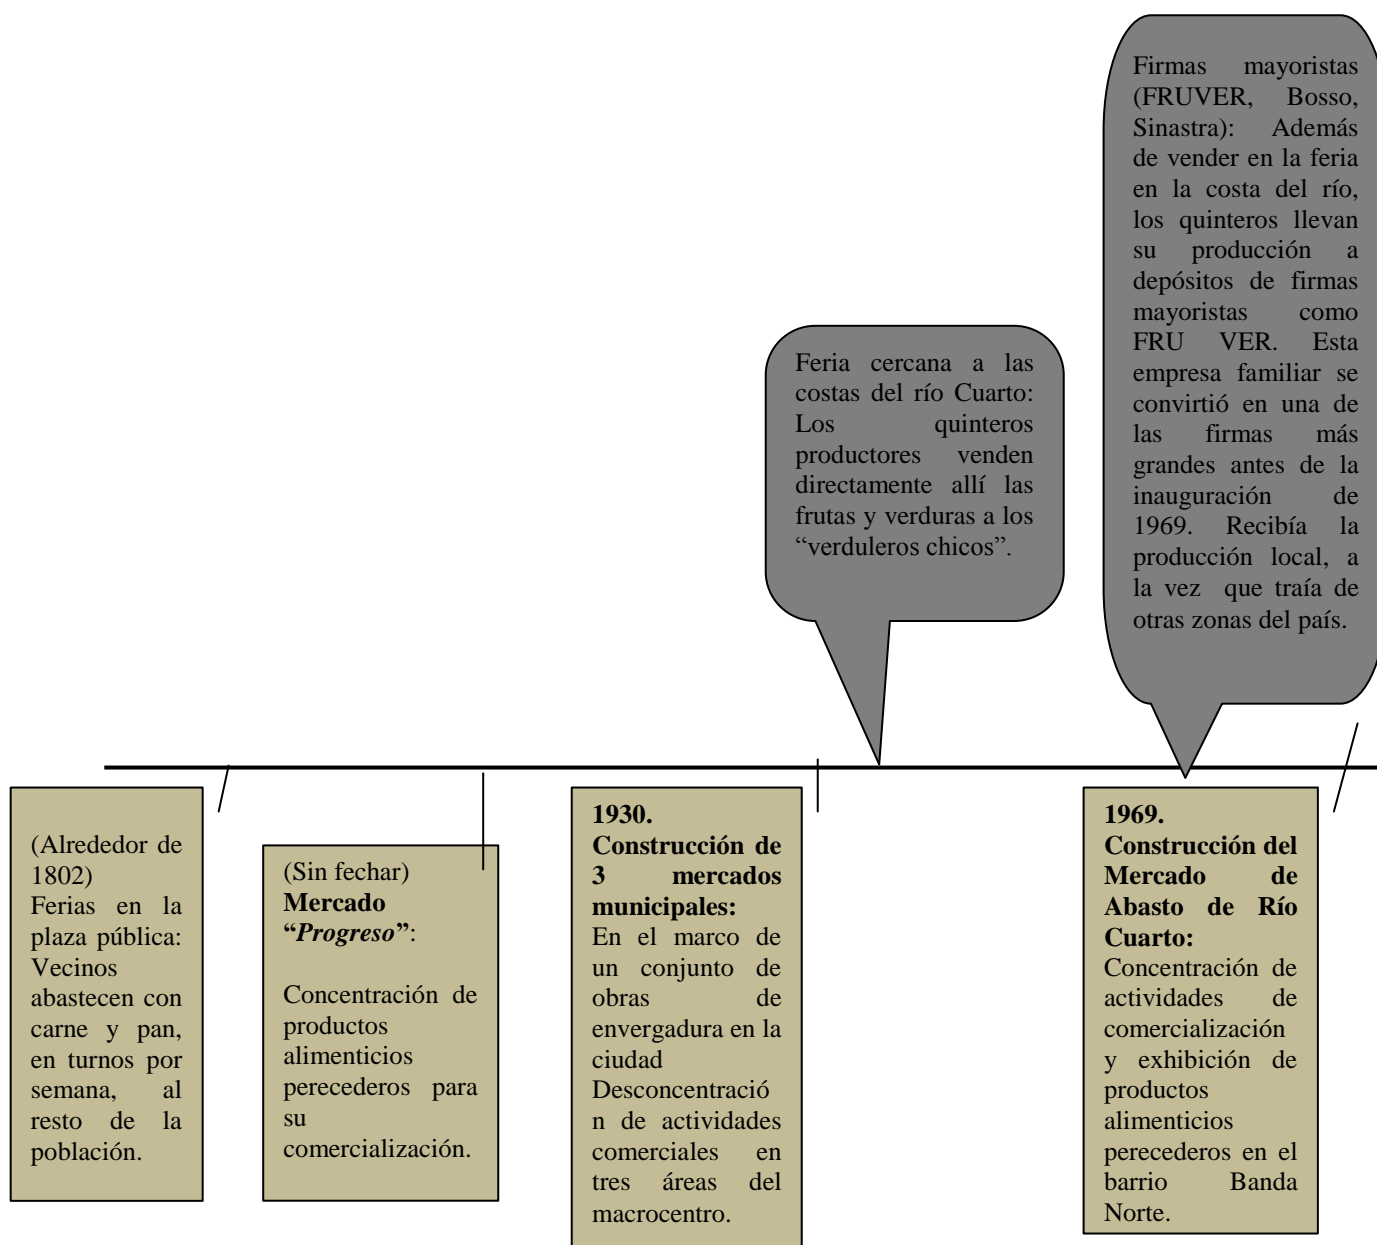 Firmas mayoristas
(FRUVER, Bosso,
Sinastra): Además
de vender en la feria
en la costa del río,
los quinteros llevan
su producción a
depósitos de firmas
mayoristas como
FRU VER. Esta
empresa familiar se
convirtió en una de
las firmas más
grandes antes de la
inauguración de
1969. Recibía la
producción local, a
la vez que traía de
otras zonas del país.
Feria cercana a las
costas del río Cuarto:
Los quinteros
productores venden
directamente allí las
frutas y verduras a los
“verduleros chicos”.
(Alrededor de
1802)
Ferias en la
plaza pública:
Vecinos
abastecen con
carne y pan,
en turnos por
semana, al
resto de la
población.
(Sin fechar)
Mercado
“Progreso”:
Concentración de
productos
alimenticios
perecederos para
su
comercialización.
1930.
Construcción de
3 mercados
municipales:
En el marco de
un conjunto de
obras de
envergadura en la
ciudad
Desconcentració
n de actividades
comerciales en
tres áreas del
macrocentro.
1969.
Construcción del
Mercado de
Abasto de Río
Cuarto:
Concentración de
actividades de
comercialización
y exhibición de
productos
alimenticios
perecederos en el
barrio Banda
Norte.